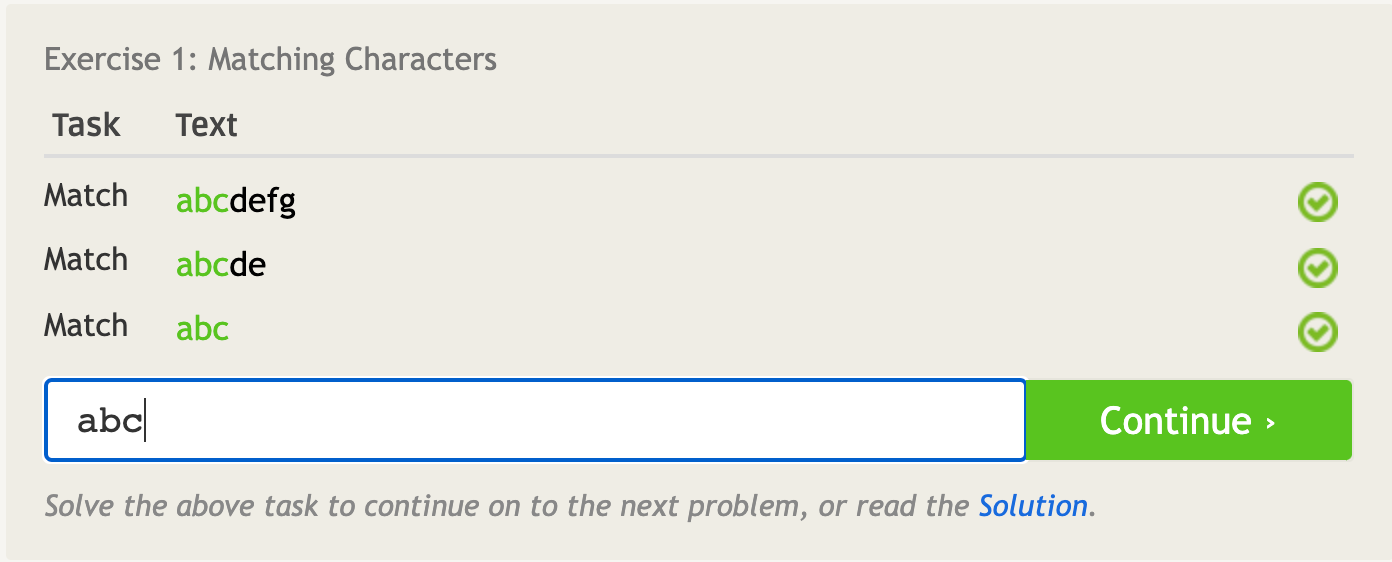 Exercise 1: Matching Characters
Task Text
Match abcdefg
Match abcde
Match abc
abc Continue ›
Solve the above task to continue on to the next problem, or read the Solution.